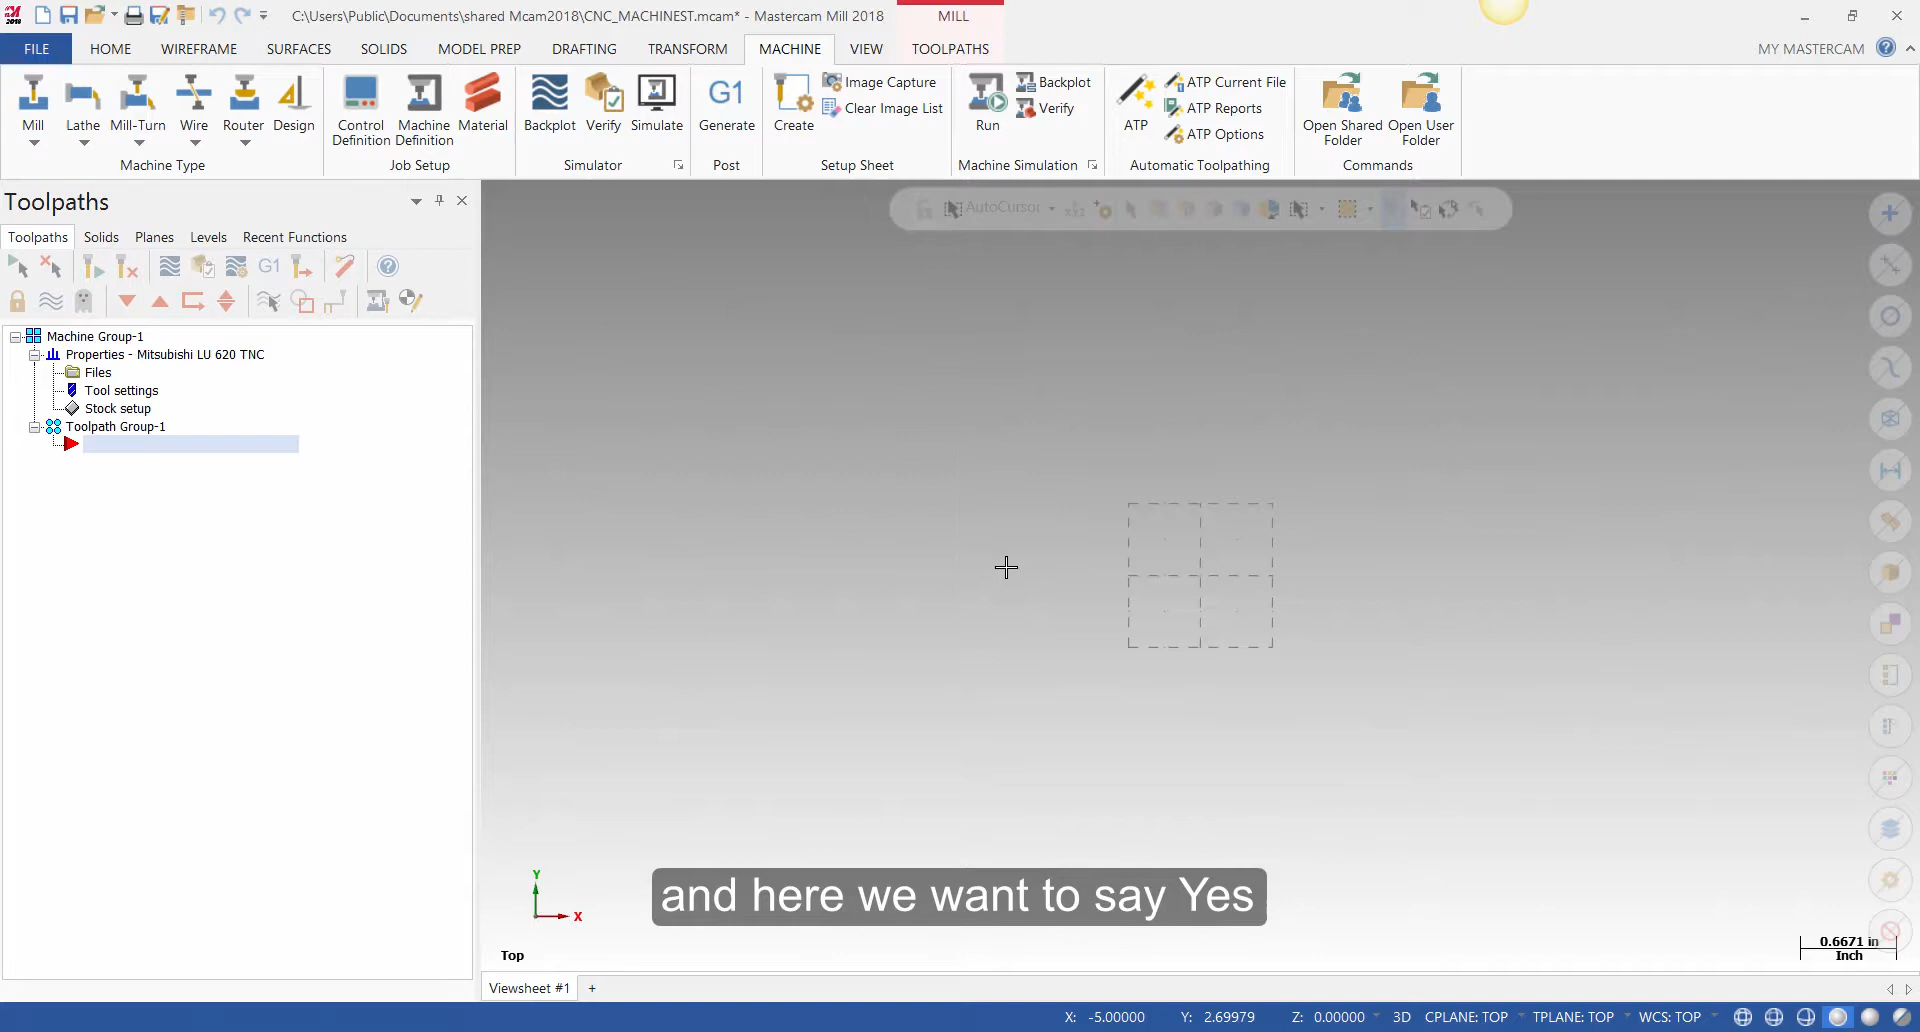 C:\Users\Public\Documents\shared Mcam2018\CNC_MACHINEST.mcam* - Mastercam Mill 2018
MILL
FILE HOME WIREFRAME SURFACES SOLIDS MODEL PREP DRAFTING TRANSFORM MACHINE VIEW TOOLPATHS MY MASTERCAM
Mill Lathe Mill-Turn Wire Router Design
Machine Type
Control Definition Machine Definition Material
Job Setup
Backplot Verify Simulate
Simulator
G1
Generate
Post
Create
Image Capture
Clear Image List
Setup Sheet
Run
Backplot
Verify
Machine Simulation
ATP
ATP Current File
ATP Reports
ATP Options
Automatic Toolpathing
Open Shared Folder Open User Folder
Commands
Toolpaths
Toolpaths Solids Planes Levels Recent Functions
G1
AutoCursor
Machine Group-1
Properties - Mitsubishi LU 620 TNC
Files
Tool settings
Stock setup
Toolpath Group-1
Y
X
and here we want to say Yes
Top
0.6671 in
Inch
Viewsheet #1 +
X: -5.00000 Y: 2.69979 Z: 0.00000 3D CPLANE: TOP TPLANE: TOP WCS: TOP